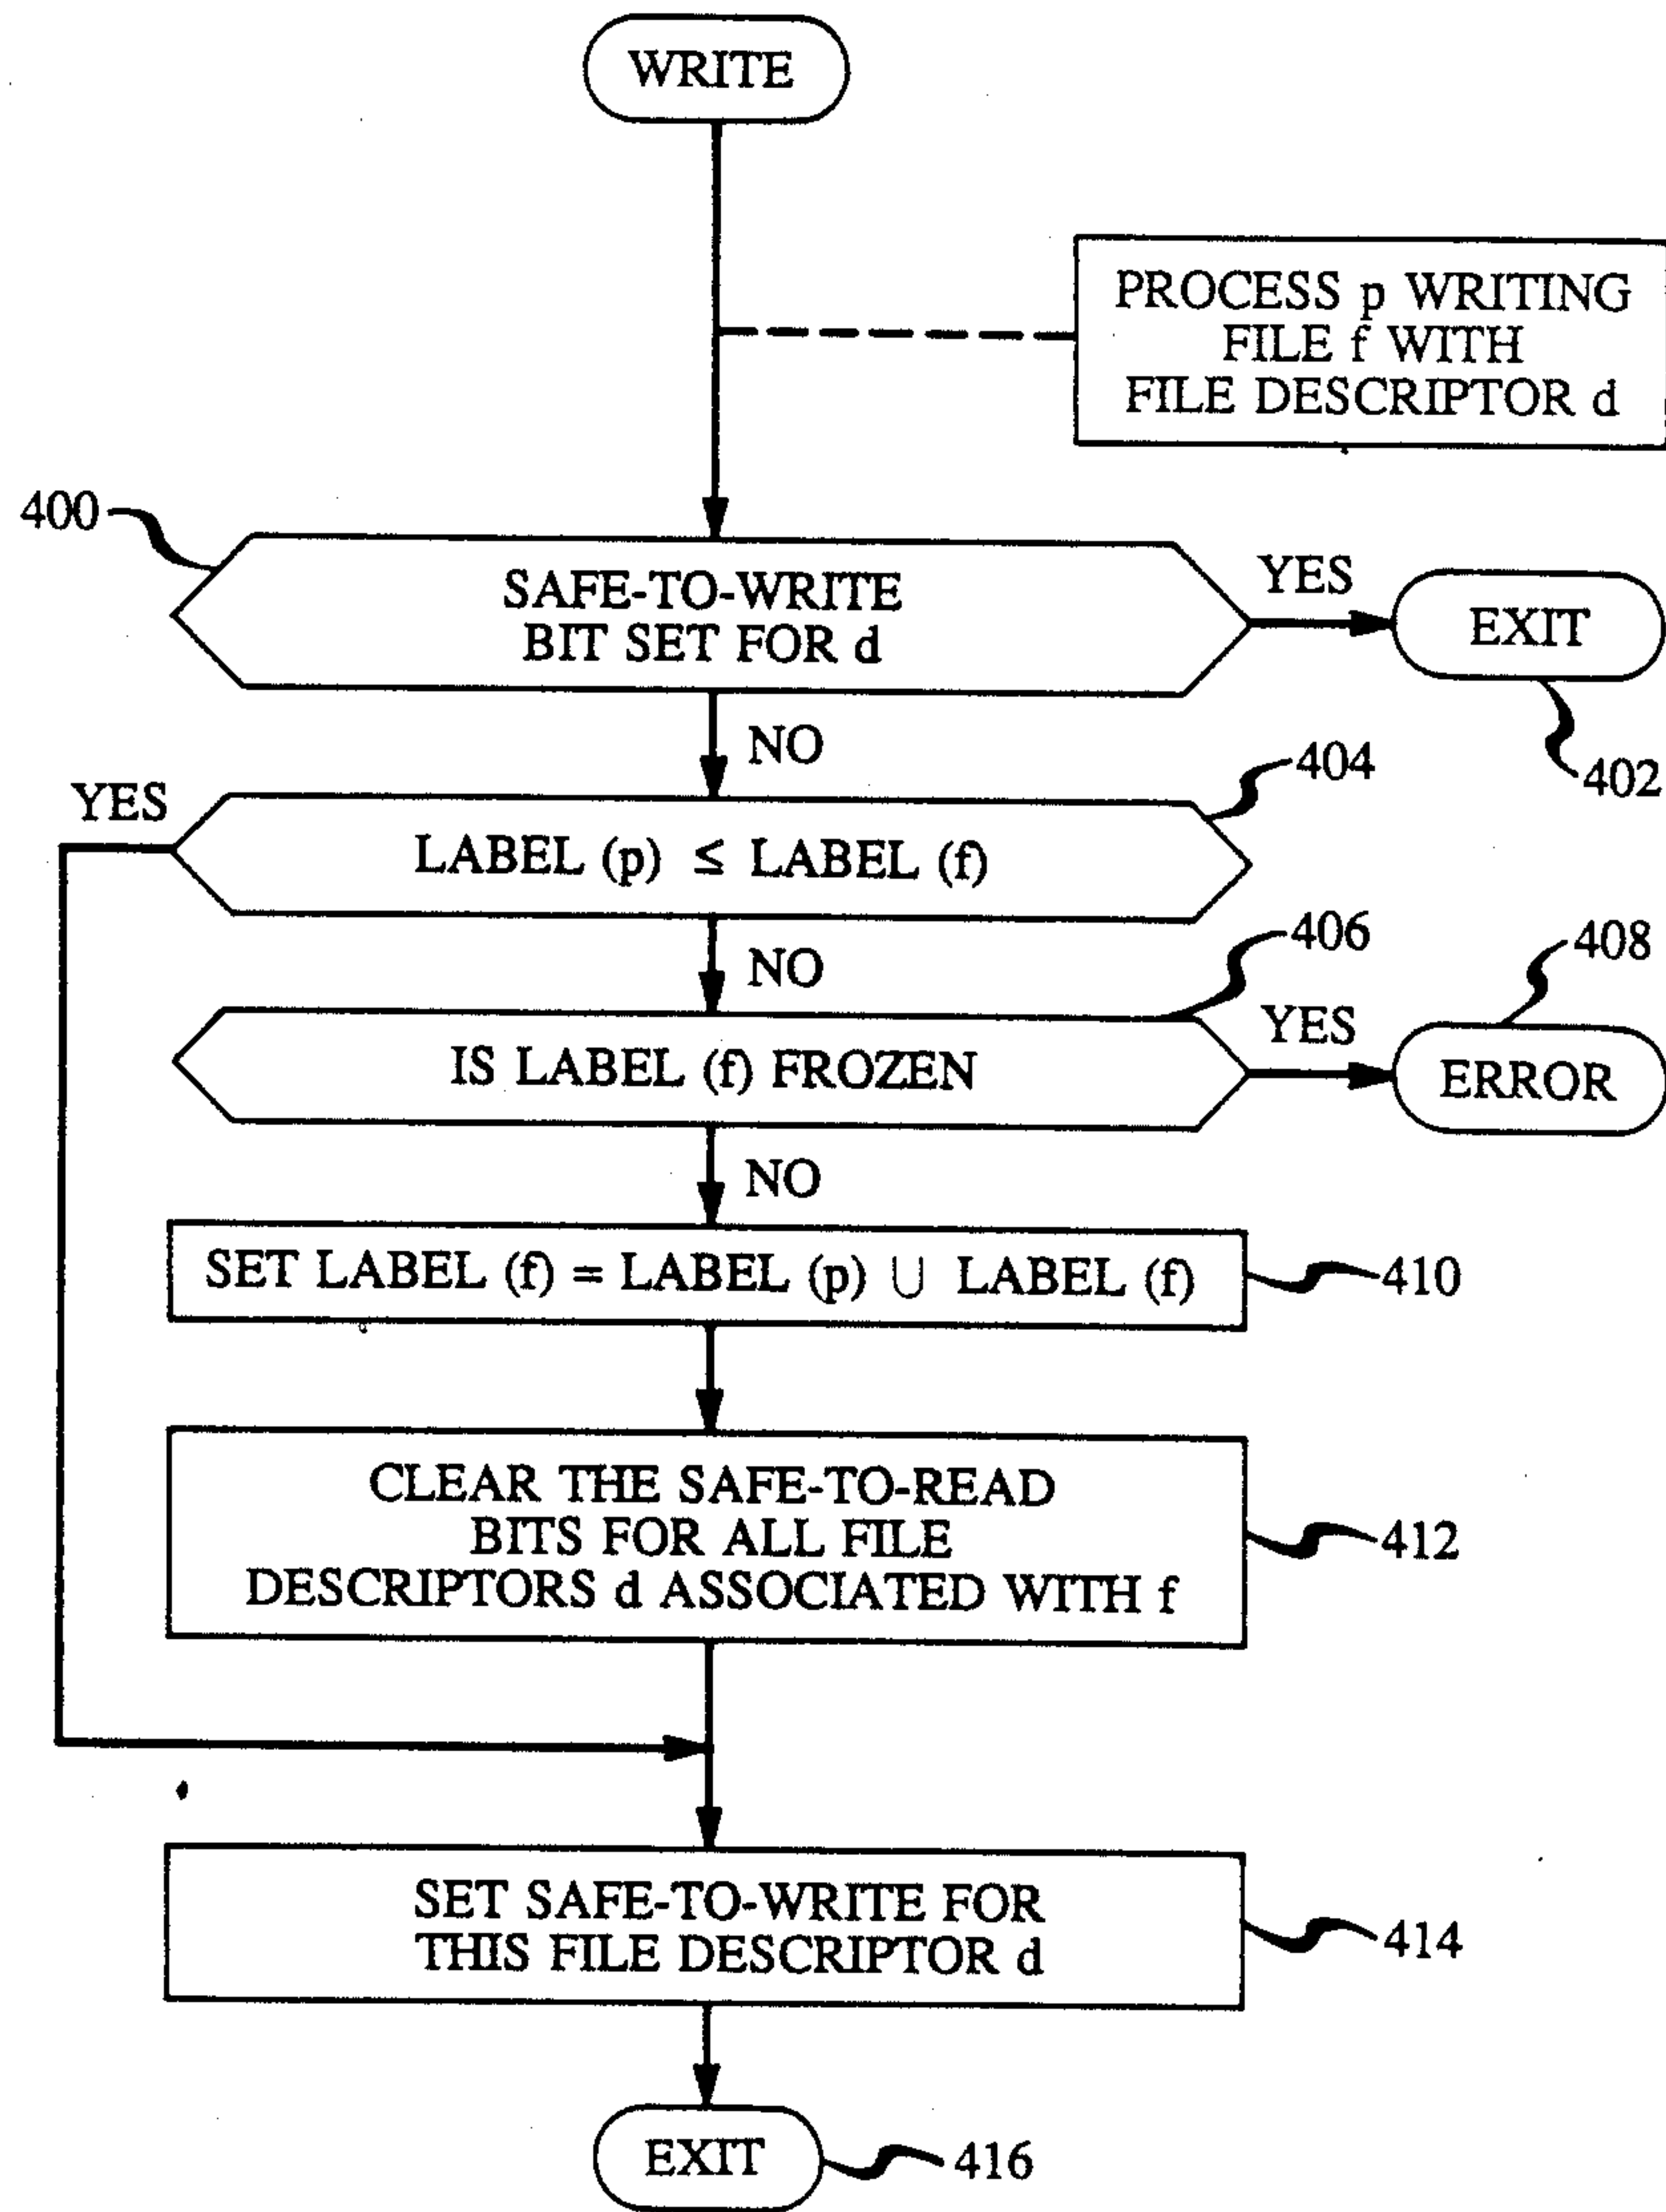 WRITE
PROCESS p WRITING
FILE f WITH
FILE DESCRIPTOR d
400
SAFE-TO-WRITE
BIT SET FOR d
YES
EXIT
402
NO
404
YES
LABEL (p) ≤ LABEL (f)
NO
406
408
IS LABEL (f) FROZEN
YES
ERROR
NO
SET LABEL (f) = LABEL (p) ∪ LABEL (f)
410
CLEAR THE SAFE-TO-READ
BITS FOR ALL FILE
DESCRIPTORS d ASSOCIATED WITH f
412
SET SAFE-TO-WRITE FOR
THIS FILE DESCRIPTOR d
414
EXIT
416